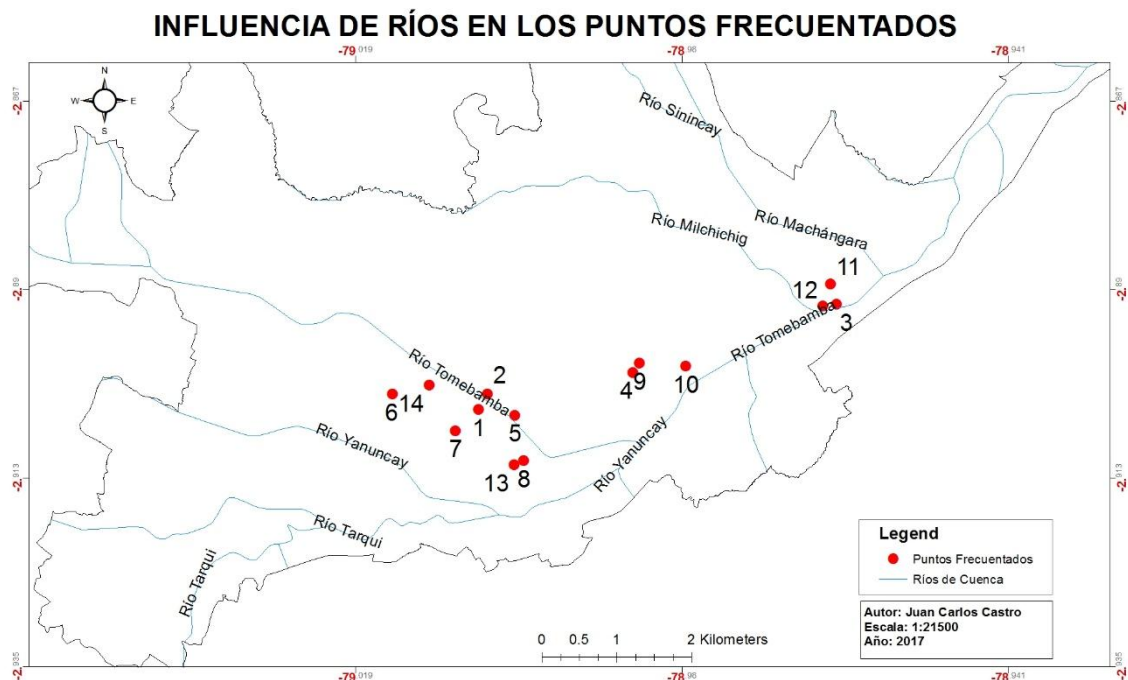 INFLUENCIA DE RÍOS EN LOS PUNTOS FRECUENTADOS
-79.019
-78.98
-78.941
N
W E
S
-2.867
-2.867
Río Sinincay
Río Milchichig
Río Machángara
11
-2.89
-2.89
12
3
Río Tomebamba
Río Tomebamba
2
4
9
10
6
14
1
5
7
Río Yanuncay
Río Yanuncay
13
8
-2.913
-2.913
Río Tarqui
Río Tarqui
Legend
Puntos Frecuentados
Ríos de Cuenca
Autor: Juan Carlos Castro
Escala: 1:21500
Año: 2017
0 0.5 1 2 Kilometers
-2.935
-2.935
-79.019
-78.98
-78.941